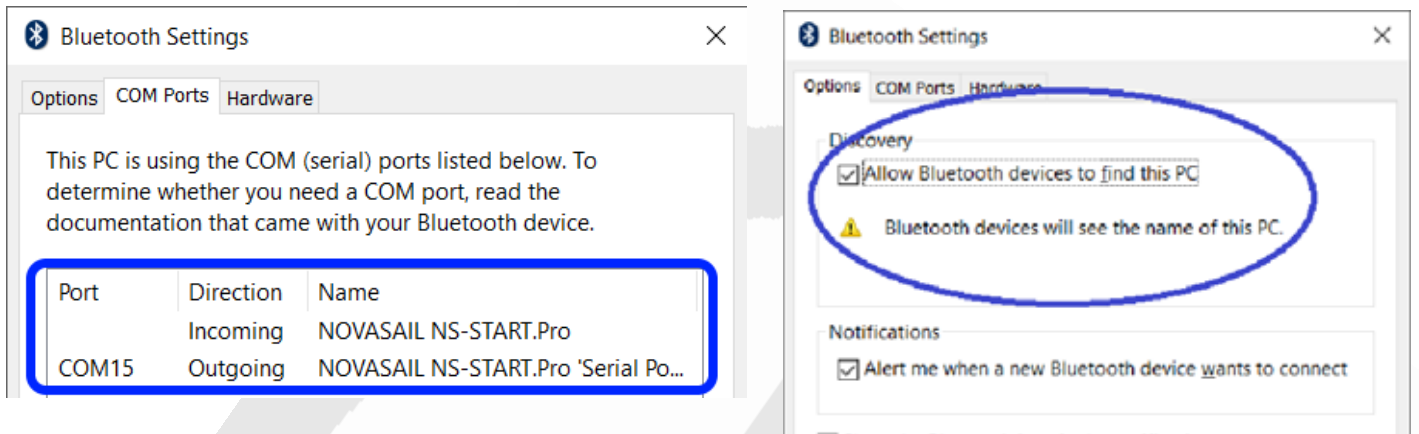 Bluetooth Settings
Options COM Ports Hardware
This PC is using the COM (serial) ports listed below. To
determine whether you need a COM port, read the
documentation that came with your Bluetooth device.
Port Direction Name
Incoming NOVASAIL NS-START.Pro
COM15 Outgoing NOVASAIL NS-START.Pro 'Serial Po...
Bluetooth Settings
Options COM Ports Hardware
Discovery
Allow Bluetooth devices to find this PC
Bluetooth devices will see the name of this PC.
Notifications
Alert me when a new Bluetooth device wants to connect